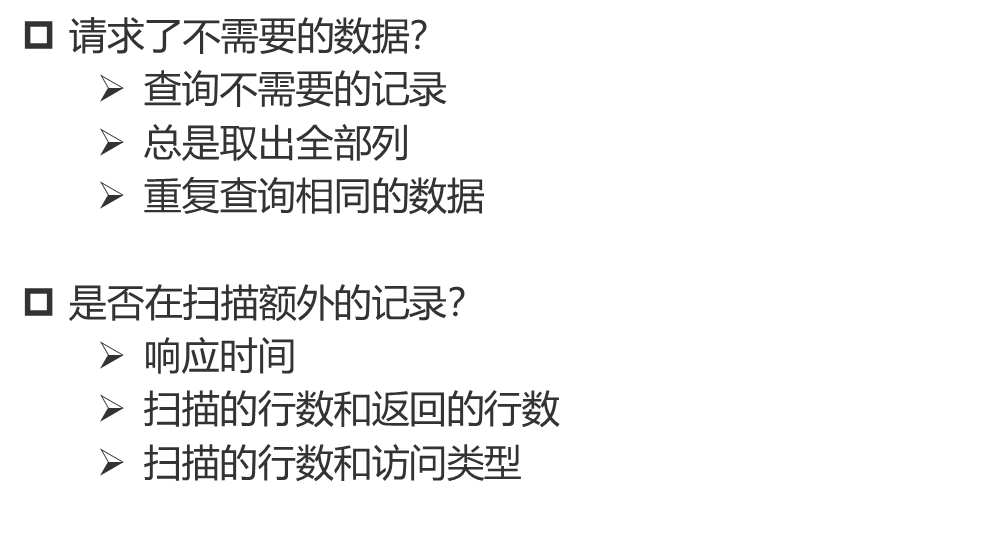 请求了不需要的数据?
查询不需要的记录
总是取出全部列
重复查询相同的数据
是否在扫描额外的记录?
响应时间
扫描的行数和返回的行数
扫描的行数和访问类型